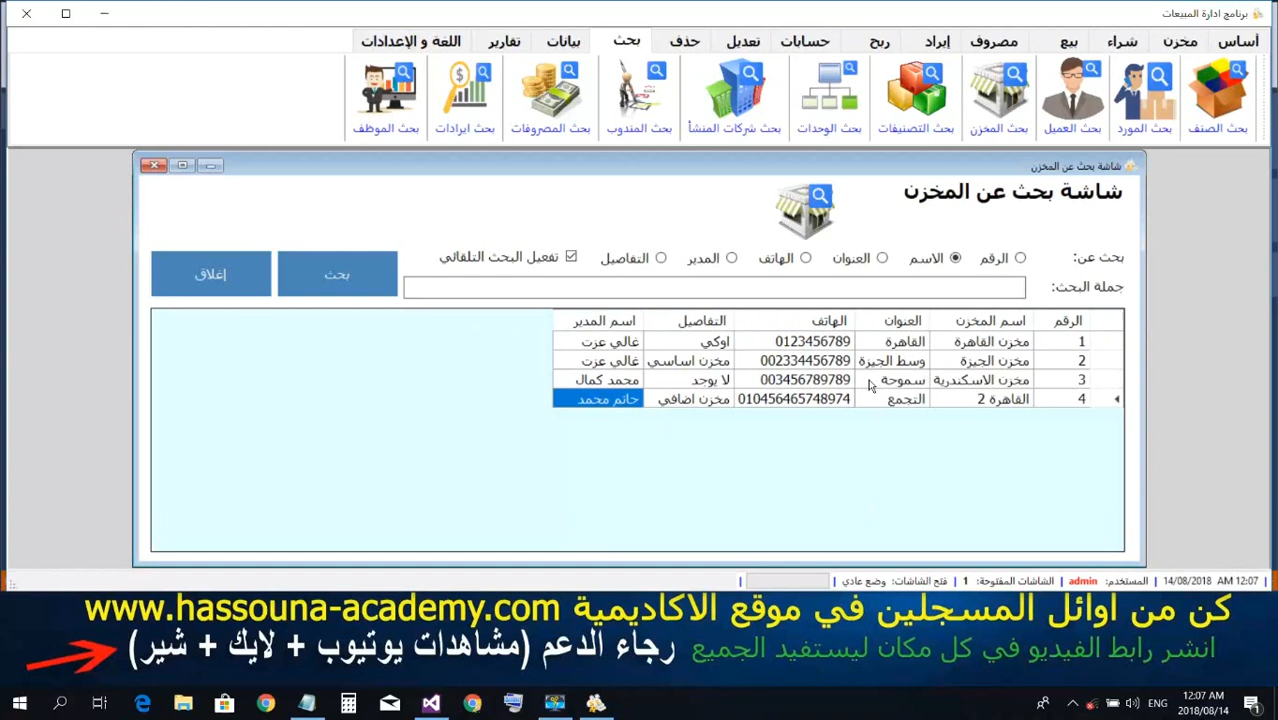 برنامج ادارة المبيعات
أساس مخزن شراء بيع مصروف إيراد ربح حسابات تعديل حذف بحث بيانات تقارير اللغة و الإعدادات
بحث الصنف بحث المورد بحث العميل بحث المخزن بحث التصنيفات بحث الوحدات بحث شركات المنشأ بحث المندوب بحث المصروفات بحث ايرادات بحث الموظف
شاشة بحث عن المخزن
شاشة بحث عن المخزن
بحث عن: الرقم الاسم العنوان الهاتف المدير التفاصيل تفعيل البحث التلقائي
جملة البحث:
بحث
إغلاق
الرقم اسم المخزن العنوان الهاتف التفاصيل اسم المدير
1 مخزن القاهرة القاهرة 0123456789 اوكي غالي عزت
2 مخزن الجيزة وسط الجيزة 002334456789 مخزن اساسي غالي عزت
3 مخزن الاسكندرية سموحة 003456789789 لا يوجد محمد كمال
4 القاهرة 2 التجمع 010456465748974 مخزن اضافي حاتم محمد
14/08/2018 AM 12:07 المستخدم: admin الشاشات المفتوحة: 1 فتح الشاشات: وضع عادي
كن من اوائل المسجلين في موقع الاكاديمية www.hassouna-academy.com
انشر رابط الفيديو في كل مكان ليستفيد الجميع رجاء الدعم (مشاهدات يوتيوب + لايك + شير)
ENG
12:07 AM
2018/08/14
1